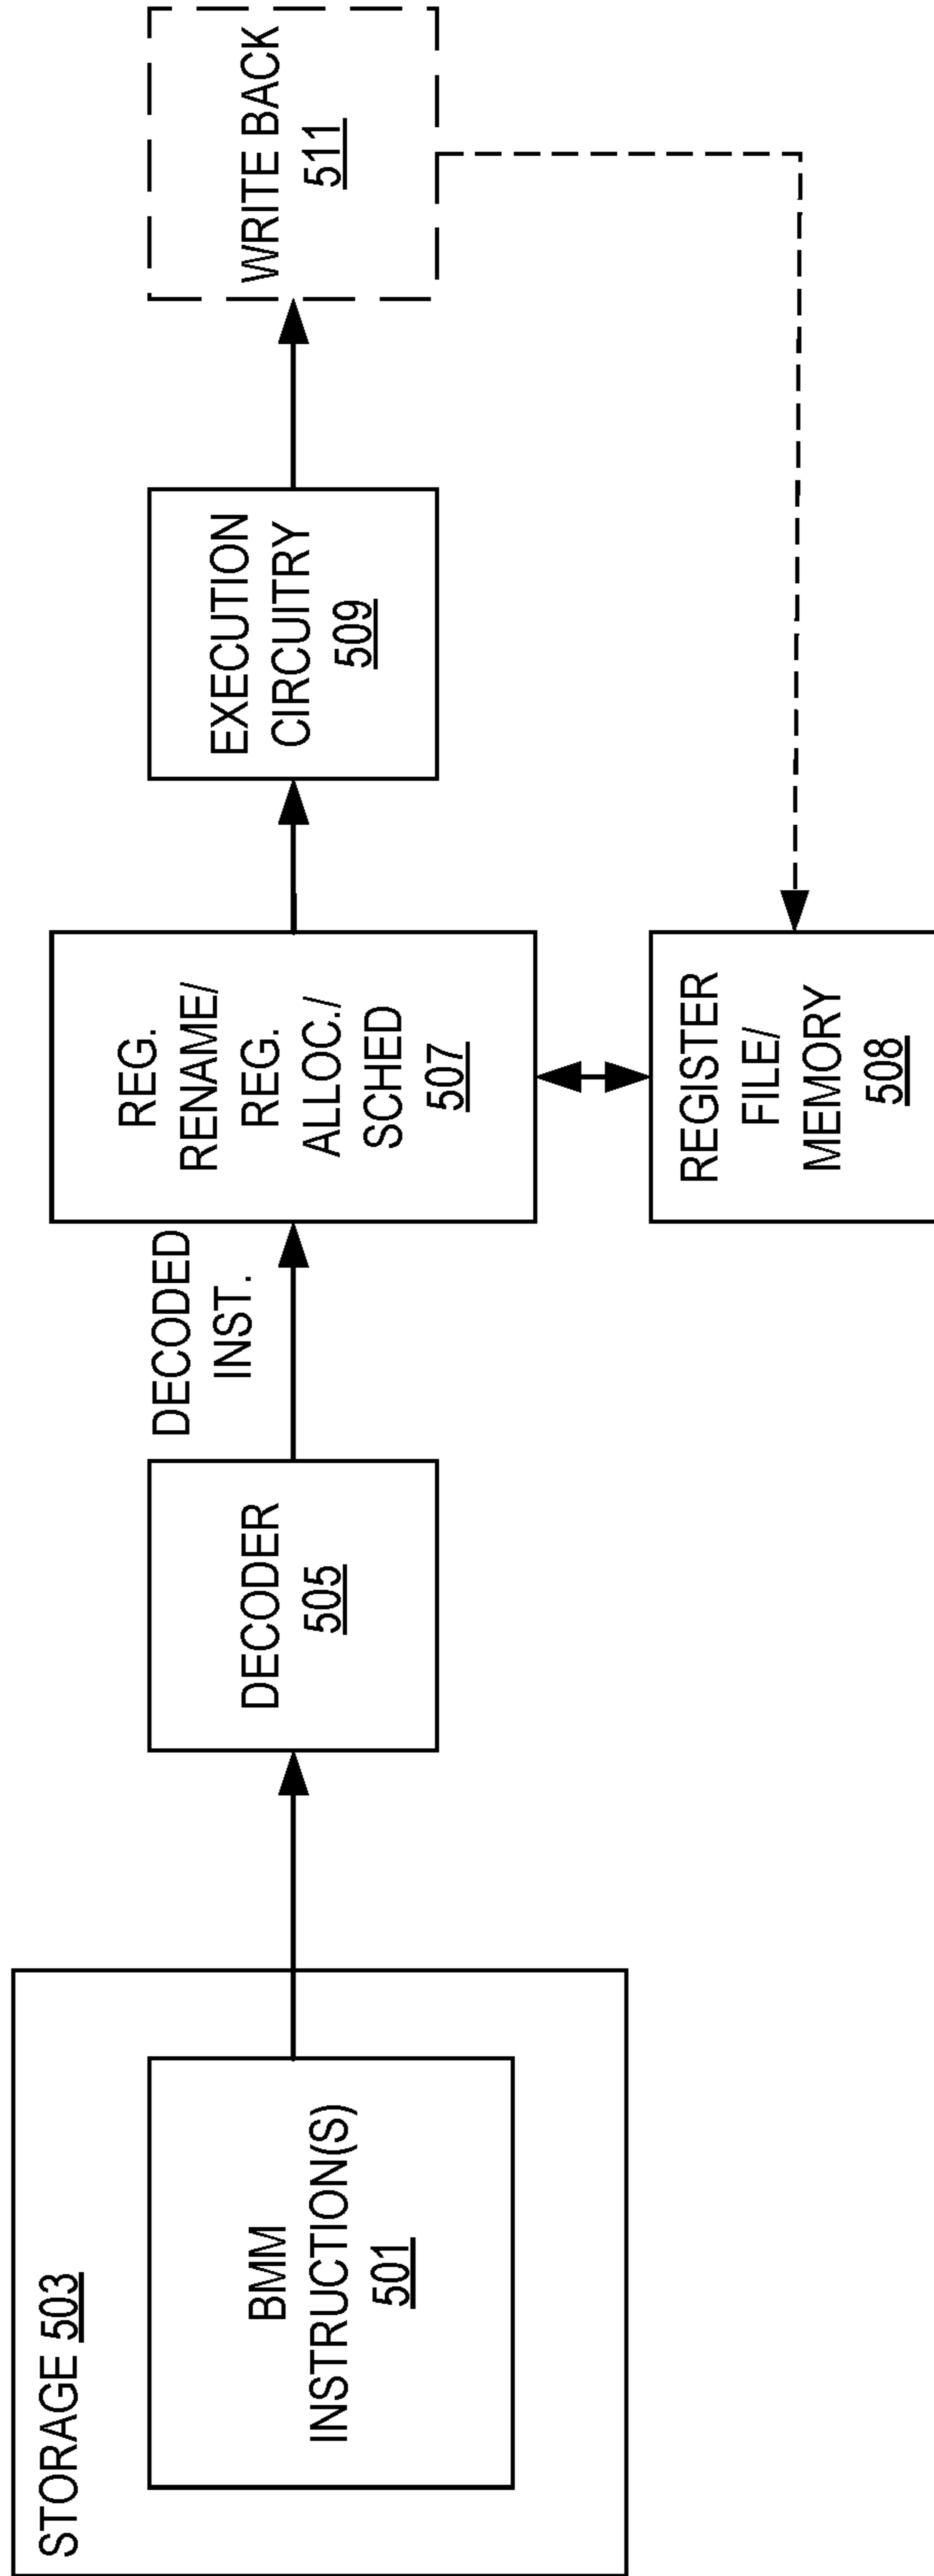 STORAGE 503
BMM
INSTRUCTION(S)
501
DECODER
505
DECODED
INST.
REG.
RENAME/
REG.
ALLOC./
SCHED
507
REGISTER
FILE/
MEMORY
508
EXECUTION
CIRCUITRY
509
WRITE BACK
511